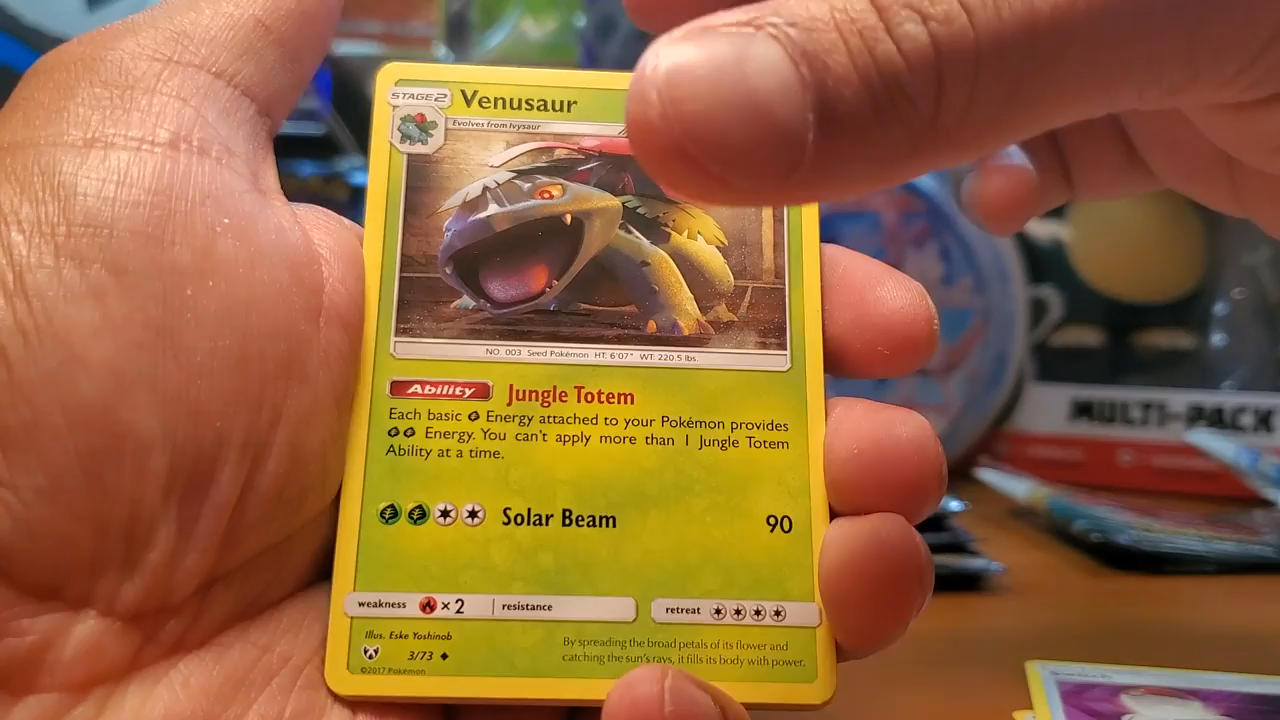 STAGE 2 Venusaur
Evolves from Ivysaur
NO. 003 Seed Pokémon HT: 6'07" WT: 220.5 lbs.
Ability Jungle Totem
Each basic Energy attached to your Pokémon provides
Energy. You can't apply more than 1 Jungle Totem
Ability at a time.
Solar Beam 90
weakness ×2 resistance retreat
Illus. Eske Yoshinob
3/73
©2017 Pokémon
By spreading the broad petals of its flower and
catching the sun's rays, it fills its body with power.
MULTI-PACK